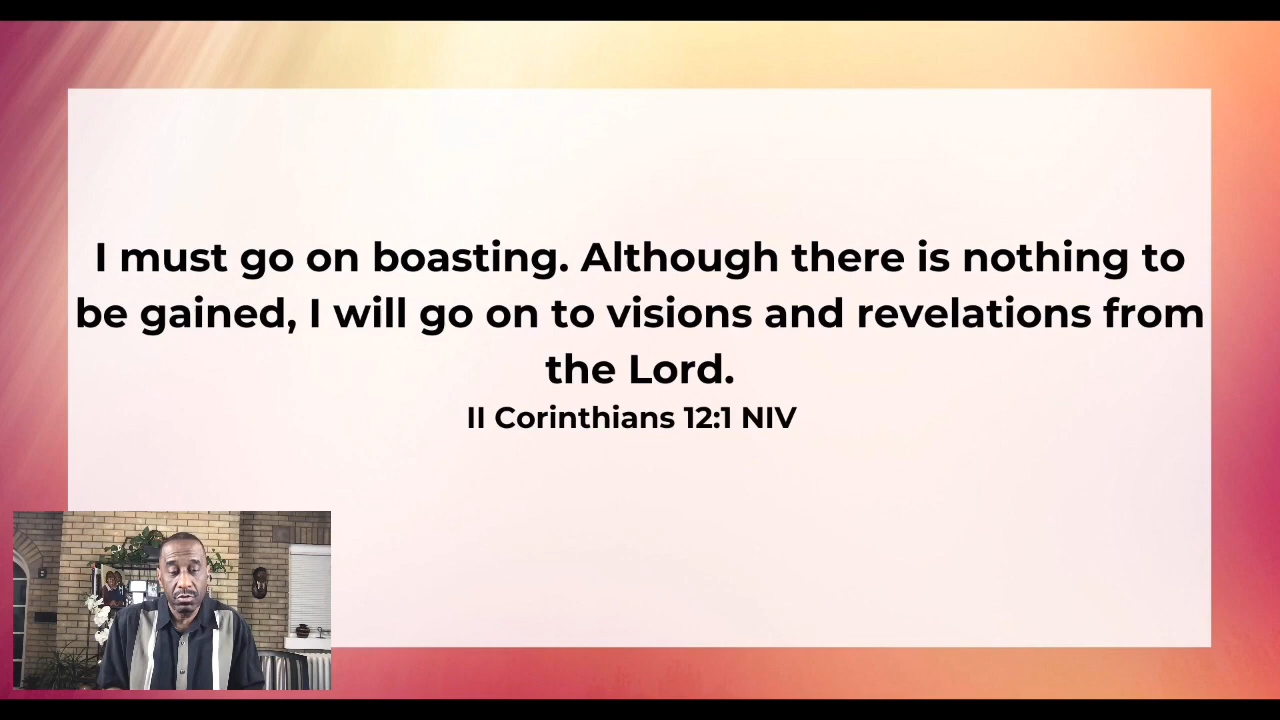 I must go on boasting. Although there is nothing to
be gained, I will go on to visions and revelations from
the Lord.
II Corinthians 12:1 NIV